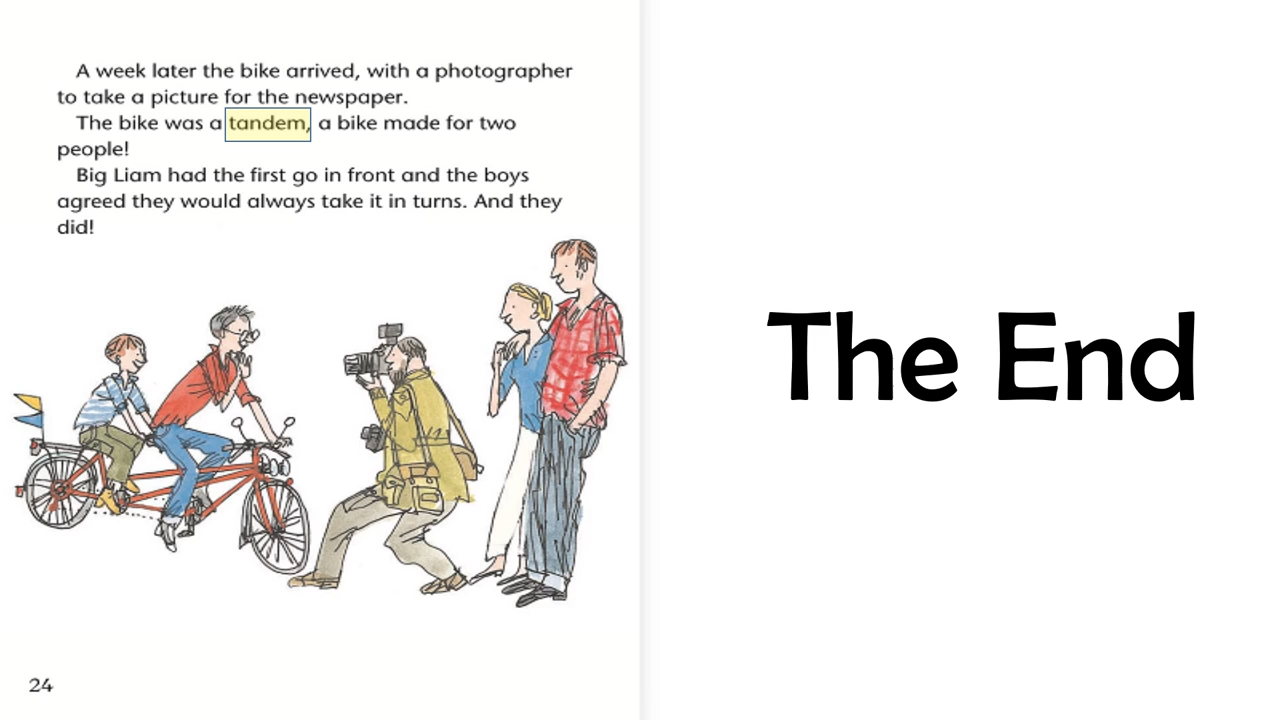 A week later the bike arrived, with a photographer
to take a picture for the newspaper.
The bike was a tandem, a bike made for two
people!
Big Liam had the first go in front and the boys
agreed they would always take it in turns. And they
did!
24
The End